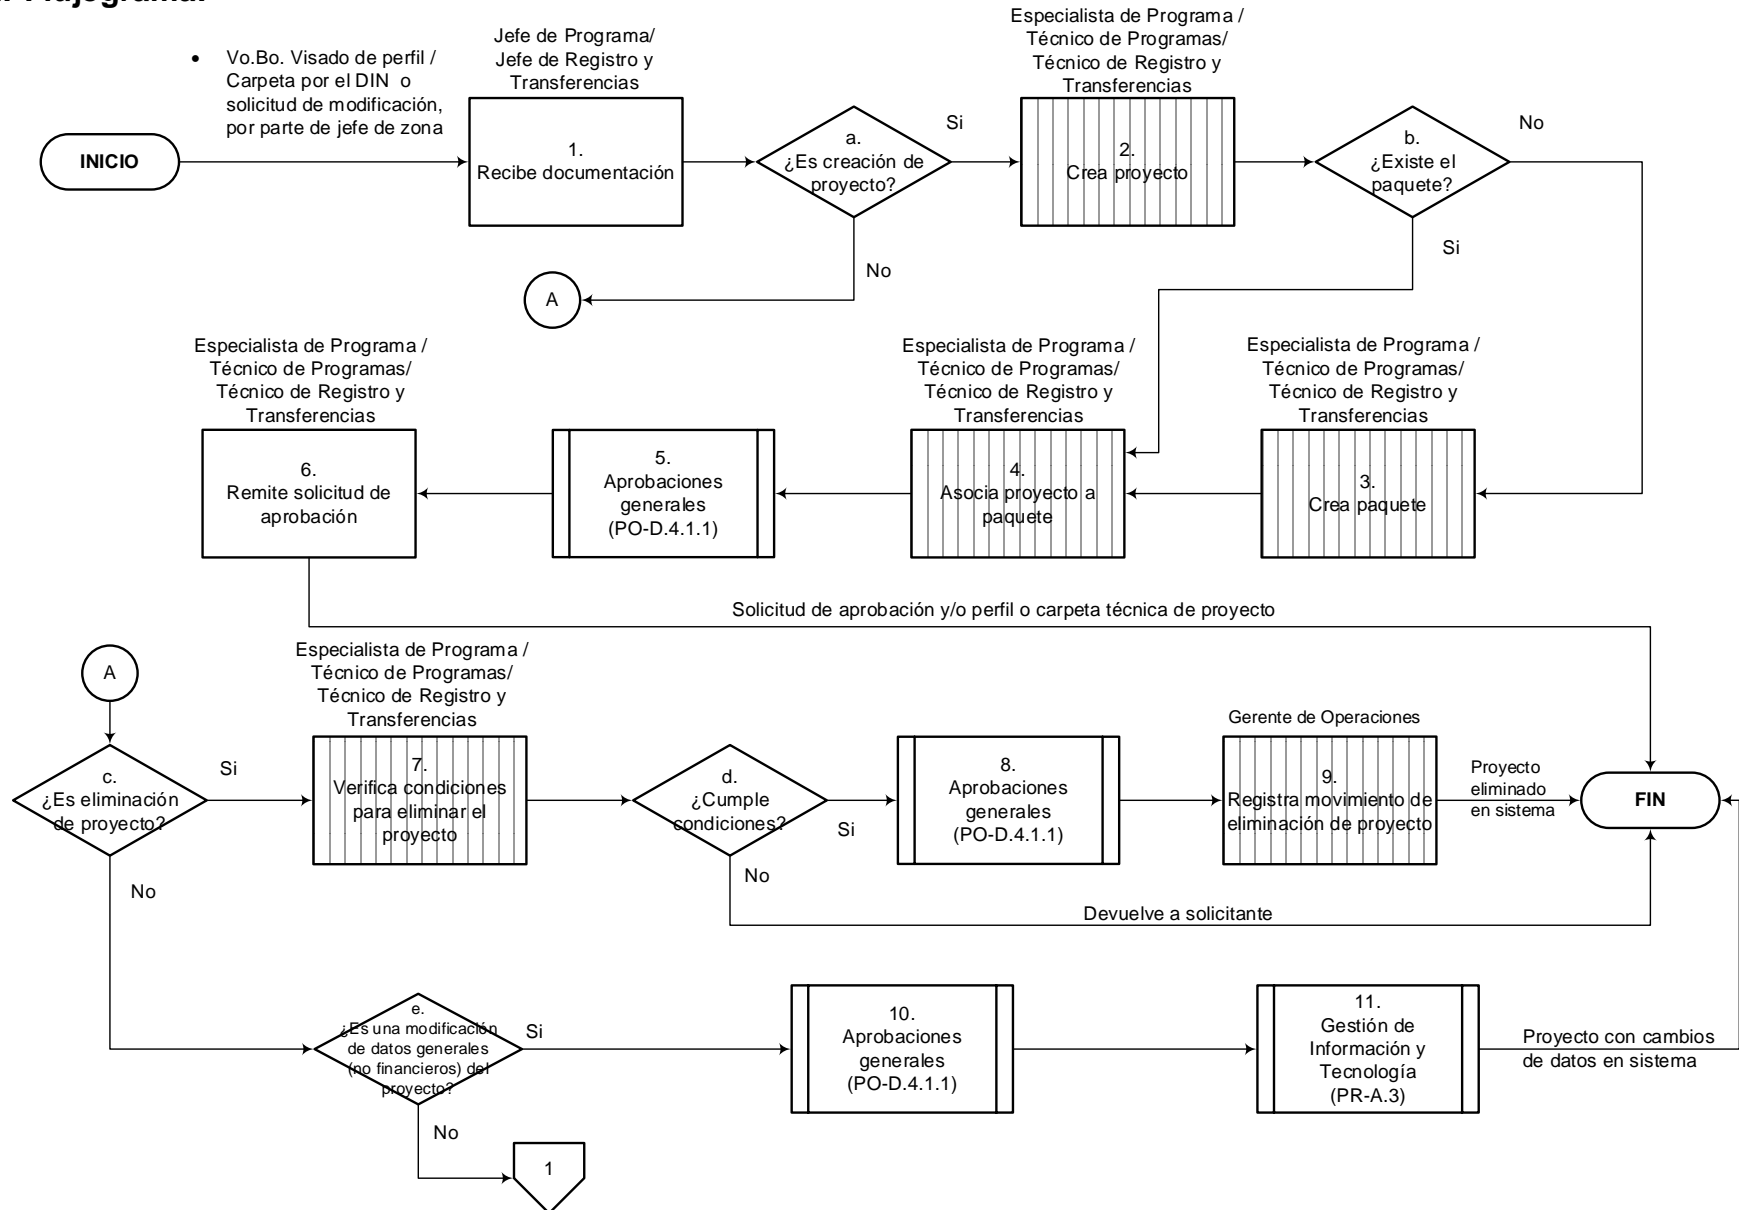 Flujograma.
Vo.Bo. Visado de perfil /
Carpeta por el DIN o
solicitud de modificación,
por parte de jefe de zona
INICIO
Jefe de Programa/
Jefe de Registro y
Transferencias
1.
Recibe documentación
a.
¿Es creación de
proyecto?
Si
No
A
Especialista de Programa /
Técnico de Programas/
Técnico de Registro y
Transferencias
2.
Crea proyecto
b.
¿Existe el
paquete?
No
Si
Especialista de Programa /
Técnico de Programas/
Técnico de Registro y
Transferencias
3.
Crea paquete
Especialista de Programa /
Técnico de Programas/
Técnico de Registro y
Transferencias
4.
Asocia proyecto a
paquete
5.
Aprobaciones
generales
(PO-D.4.1.1)
Especialista de Programa /
Técnico de Programas/
Técnico de Registro y
Transferencias
6.
Remite solicitud de
aprobación
Solicitud de aprobación y/o perfil o carpeta técnica de proyecto
A
c.
¿Es eliminación
de proyecto?
Si
No
Especialista de Programa /
Técnico de Programas/
Técnico de Registro y
Transferencias
7.
Verifica condiciones
para eliminar el
proyecto
d.
¿Cumple
condiciones?
Si
No
8.
Aprobaciones
generales
(PO-D.4.1.1)
Gerente de Operaciones
9.
Registra movimiento de
eliminación de proyecto
Proyecto
eliminado
en sistema
FIN
Devuelve a solicitante
e.
¿Es una modificación
de datos generales
(no financieros) del
proyecto?
Si
No
1
10.
Aprobaciones
generales
(PO-D.4.1.1)
11.
Gestión de
Información y
Tecnología
(PR-A.3)
Proyecto con cambios
de datos en sistema